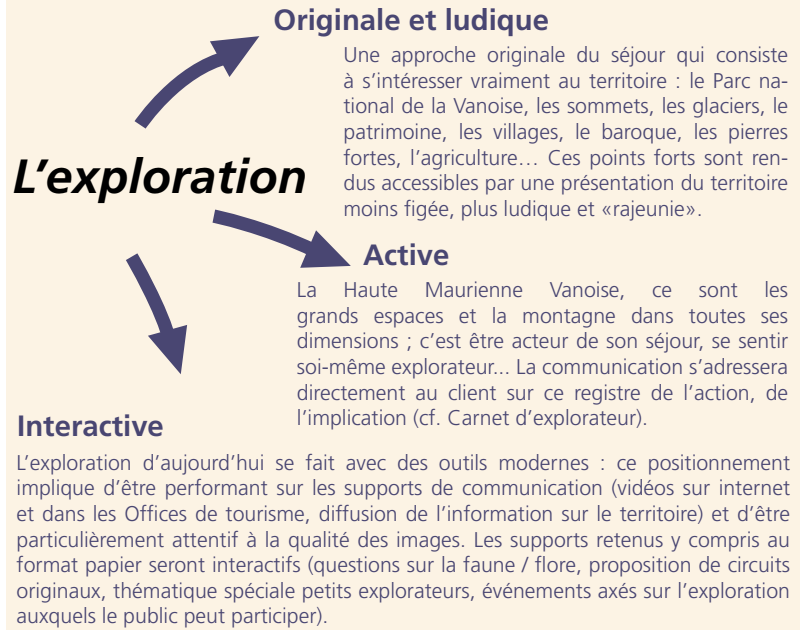 Originale et ludique
Une approche originale du séjour qui consiste
à s’intéresser vraiment au territoire : le Parc na-
tional de la Vanoise, les sommets, les glaciers, le
patrimoine, les villages, le baroque, les pierres
fortes, l’agriculture… Ces points forts sont ren-
dus accessibles par une présentation du territoire
moins figée, plus ludique et «rajeunie».
L’exploration
Active
La Haute Maurienne Vanoise, ce sont les
grands espaces et la montagne dans toutes ses
dimensions ; c’est être acteur de son séjour, se sentir
soi-même explorateur... La communication s’adressera
directement au client sur ce registre de l’action, de
l’implication (cf. Carnet d’explorateur).
Interactive
L’exploration d’aujourd’hui se fait avec des outils modernes : ce positionnement
implique d’être performant sur les supports de communication (vidéos sur internet
et dans les Offices de tourisme, diffusion de l’information sur le territoire) et d’être
particulièrement attentif à la qualité des images. Les supports retenus y compris au
format papier seront interactifs (questions sur la faune / flore, proposition de circuits
originaux, thématique spéciale petits explorateurs, événements axés sur l’exploration
auxquels le public peut participer).